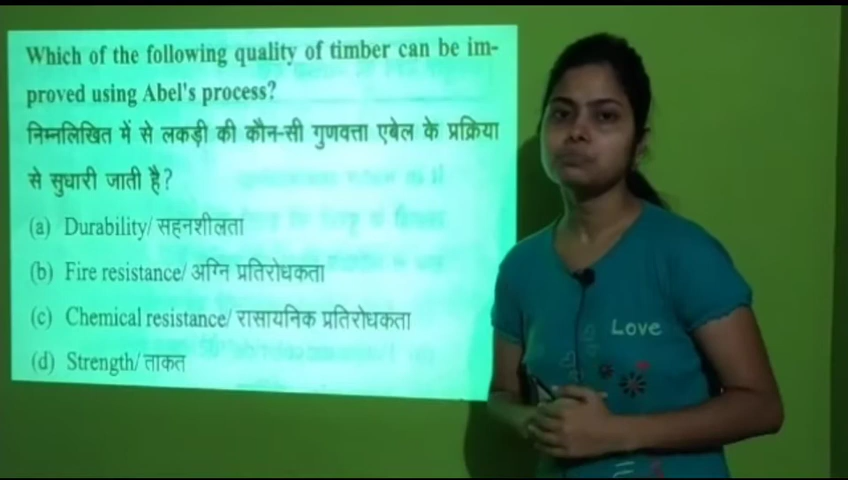 Which of the following quality of timber can be im-
proved using Abel's process?
निम्नलिखित में से लकड़ी की कौन-सी गुणवत्ता एबेल के प्रक्रिया
से सुधारी जाती है?
(a) Durability/ सहनशीलता
(b) Fire resistance/ अग्नि प्रतिरोधकता
(c) Chemical resistance/ रासायनिक प्रतिरोधकता
(d) Strength/ ताकत
Love